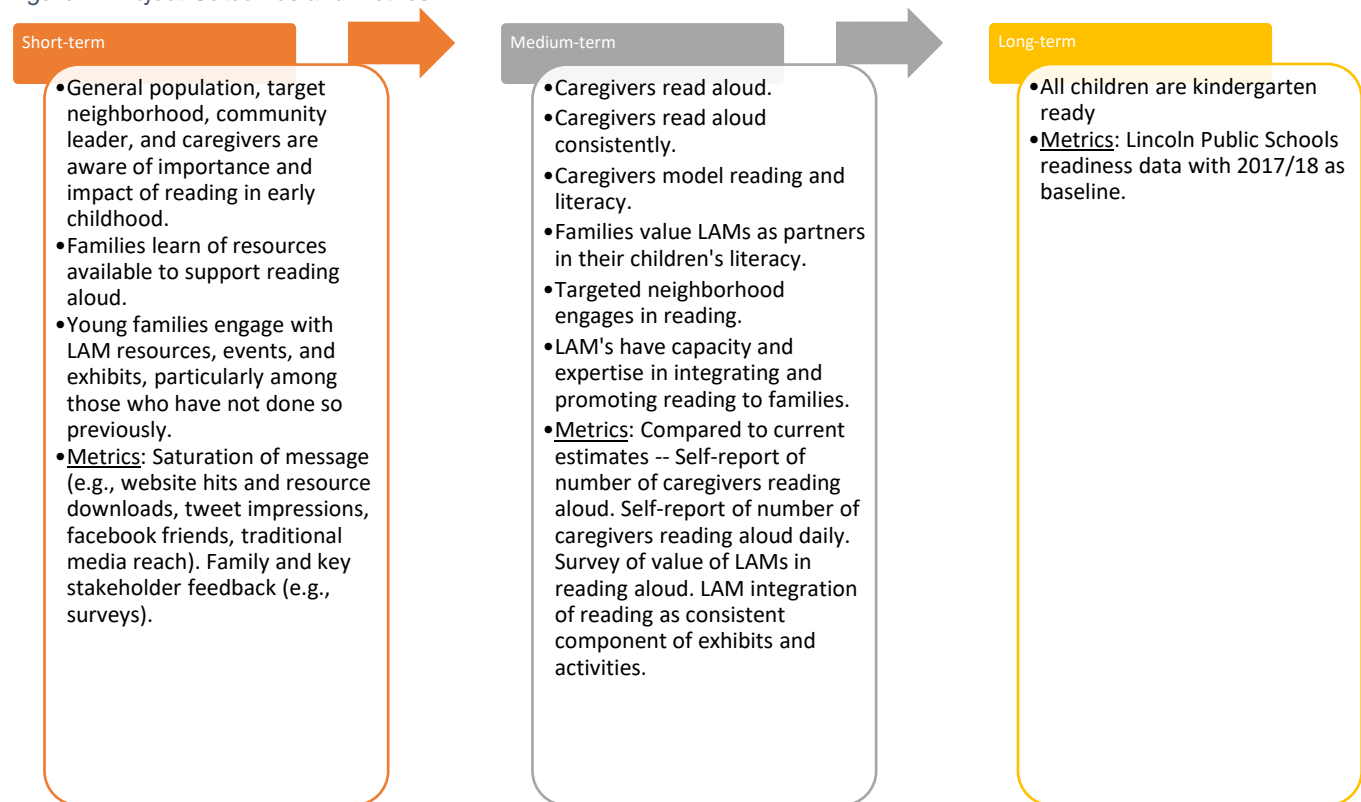 Short-term
•General population, target
neighborhood, community
leader, and caregivers are
aware of importance and
impact of reading in early
childhood.
•Families learn of resources
available to support reading
aloud.
•Young families engage with
LAM resources, events, and
exhibits, particularly among
those who have not done so
previously.
•Metrics: Saturation of message
(e.g., website hits and resource
downloads, tweet impressions,
facebook friends, traditional
media reach). Family and key
stakeholder feedback (e.g.,
surveys).
Medium-term
•Caregivers read aloud.
•Caregivers read aloud
consistently.
•Caregivers model reading and
literacy.
•Families value LAMs as partners
in their children's literacy.
•Targeted neighborhood
engages in reading.
•LAM's have capacity and
expertise in integrating and
promoting reading to families.
•Metrics: Compared to current
estimates -- Self-report of
number of caregivers reading
aloud. Self-report of number of
caregivers reading aloud daily.
Survey of value of LAMs in
reading aloud. LAM integration
of reading as consistent
component of exhibits and
activities.
Long-term
•All children are kindergarten
ready
•Metrics: Lincoln Public Schools
readiness data with 2017/18 as
baseline.